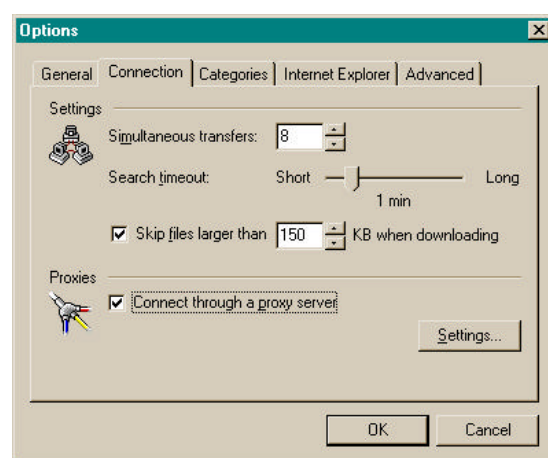 Options
General Connection Categories Internet Explorer Advanced
Settings
Simultaneous transfers: 8
Search timeout: Short Long
1 min
Skip files larger than 150 KB when downloading
Proxies
Connect through a proxy server
Settings...
OK Cancel